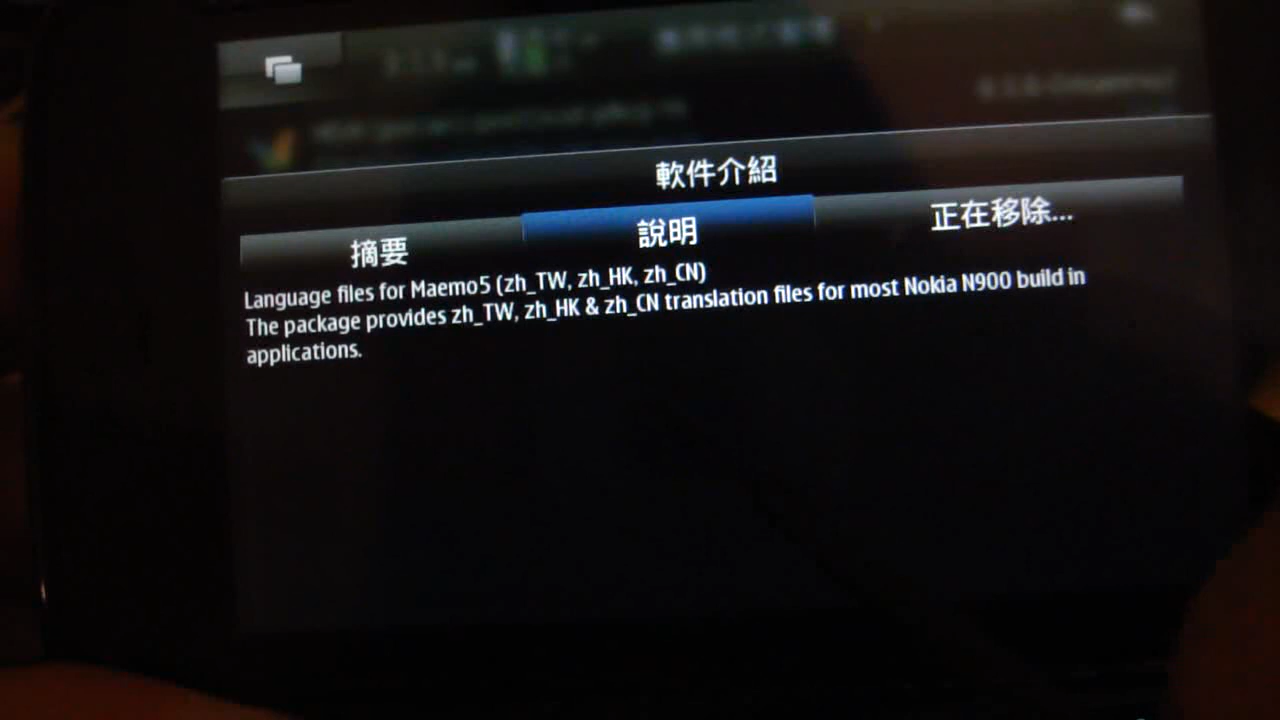 軟件介紹
摘要
說明
正在移除...
Language files for Maemo5 (zh_TW, zh_HK, zh_CN)
The package provides zh_TW, zh_HK & zh_CN translation files for most Nokia N900 build in
applications.